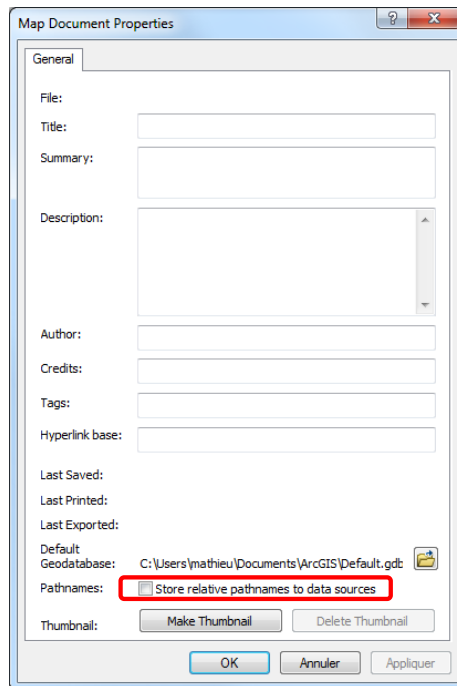 Map Document Properties
General
File:
Title:
Summary:
Description:
Author:
Credits:
Tags:
Hyperlink base:
Last Saved:
Last Printed:
Last Exported:
Default
Geodatabase: C:\Users\mathieu\Documents\ArcGIS\Default.gdb
Pathnames: Store relative pathnames to data sources
Thumbnail: Make Thumbnail Delete Thumbnail
OK Annuler Appliquer